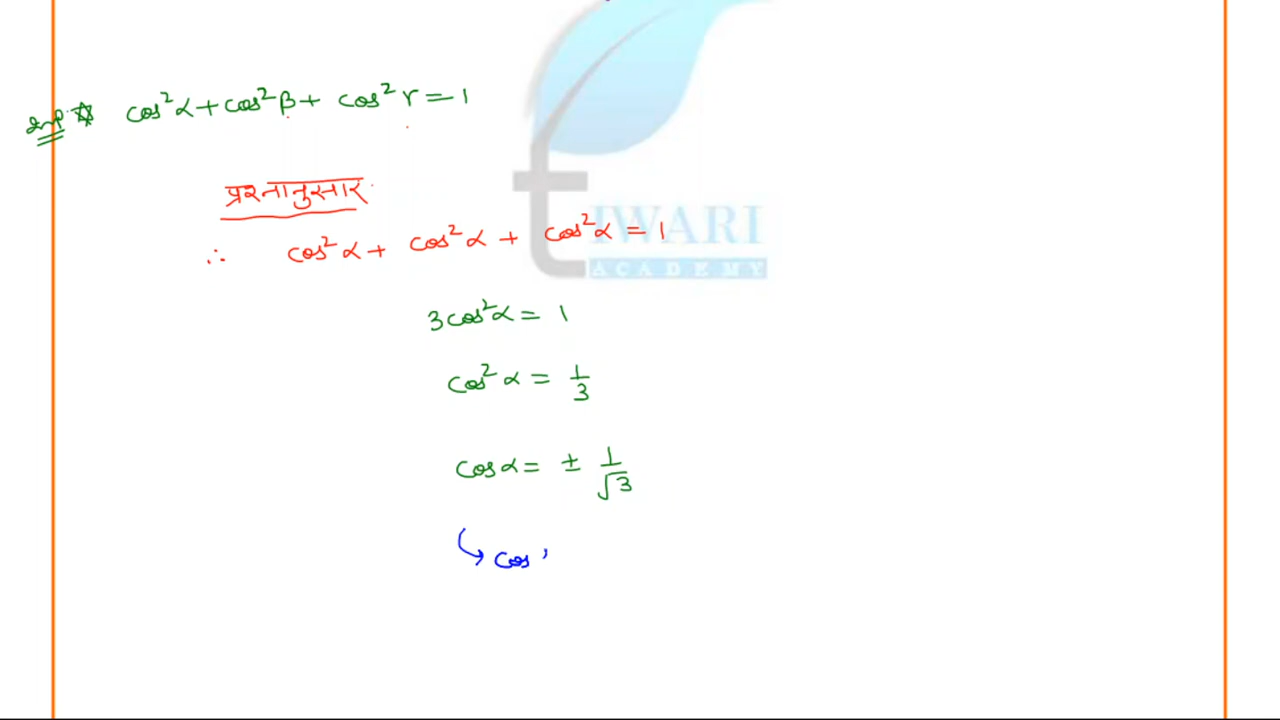 Imp. ☆ cos²α + cos²β + cos²γ = 1
प्रश्नानुसार
∴ cos²α + cos²α + cos²α = 1
3cos²α = 1
cos²α = 1/3
cosα = ± 1/√3
↳ cos
TIWARI
ACADEMY